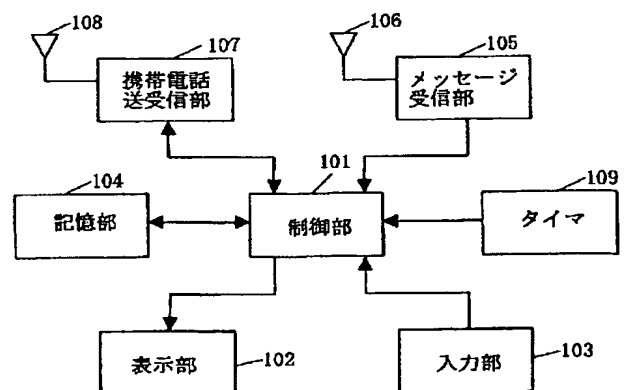 108
107
携帯電話
送受信部
106
105
メッセージ
受信部
101
制御部
104
記憶部
109
タイマ
表示部
102
入力部
103